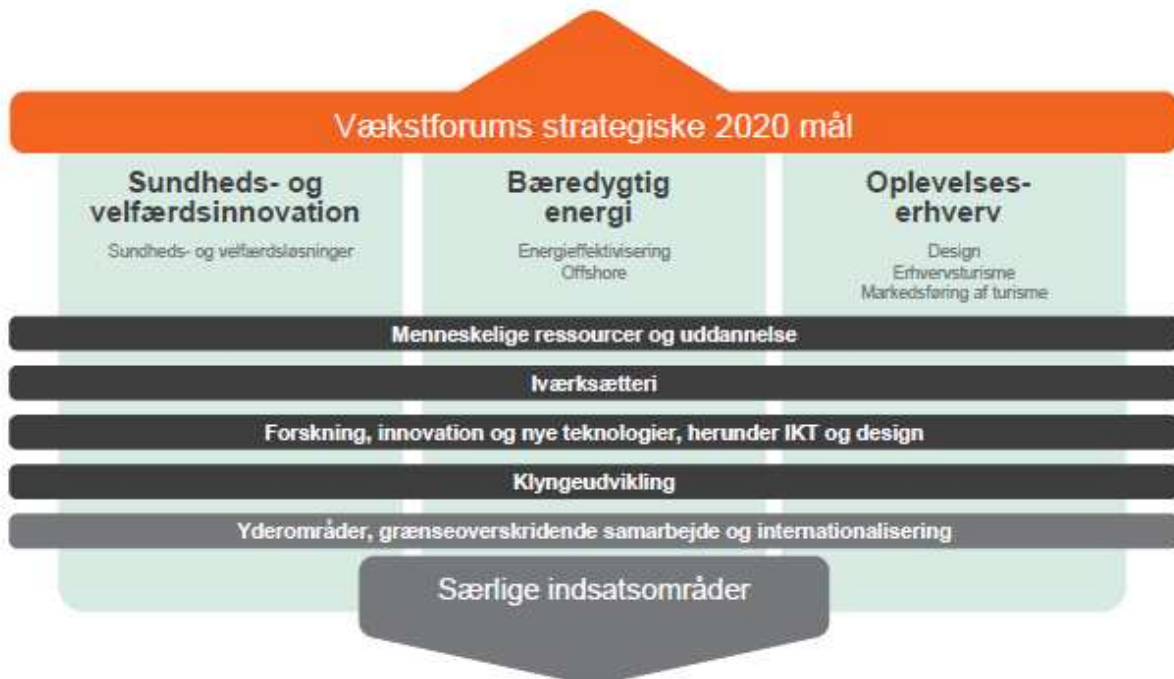 Vækstforums strategiske 2020 mål
Sundheds- og
velfærdsinnovation
Sundheds- og velfærdsløsninger
Bæredygtig
energi
Energieffektivisering
Offshore
Oplevelses-
erhverv
Design
Erhvervsturisme
Markedsføring af turisme
Menneskelige ressourcer og uddannelse
Iværksætteri
Forskning, innovation og nye teknologier, herunder IKT og design
Klyngeudvikling
Yderområder, grænseoverskridende samarbejde og internationalisering
Særlige indsatsområder